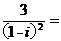 3/(1-i)² =